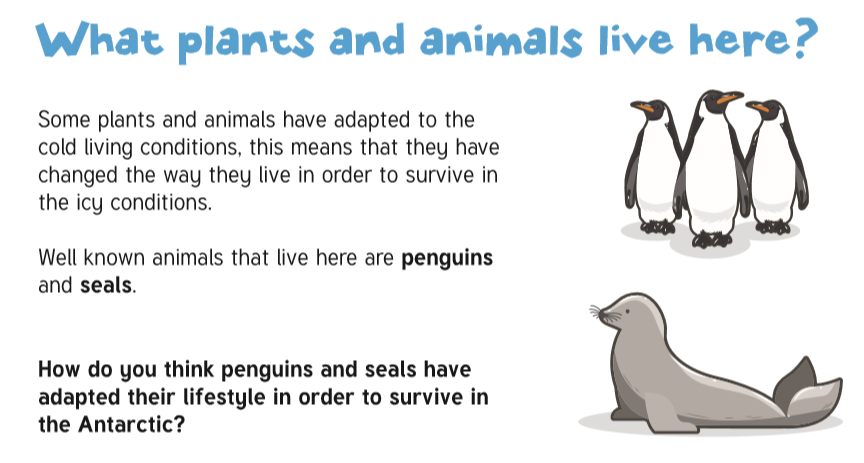 What plants and animals live here?
Some plants and animals have adapted to the
cold living conditions, this means that they have
changed the way they live in order to survive in
the icy conditions.
Well known animals that live here are penguins
and seals.
How do you think penguins and seals have
adapted their lifestyle in order to survive in
the Antarctic?